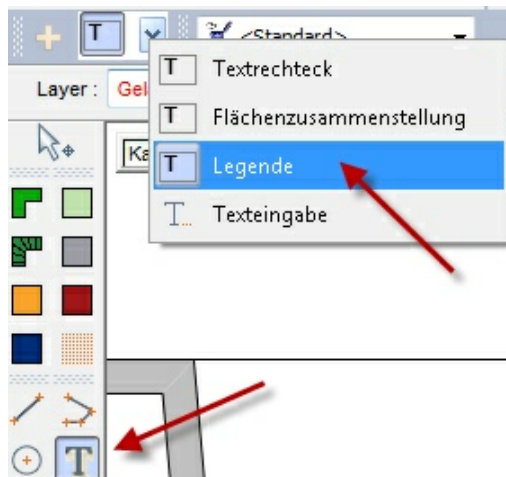 T <Standard>
Layer :
T Textrechteck
T Flächenzusammenstellung
T Legende
T... Texteingabe
T